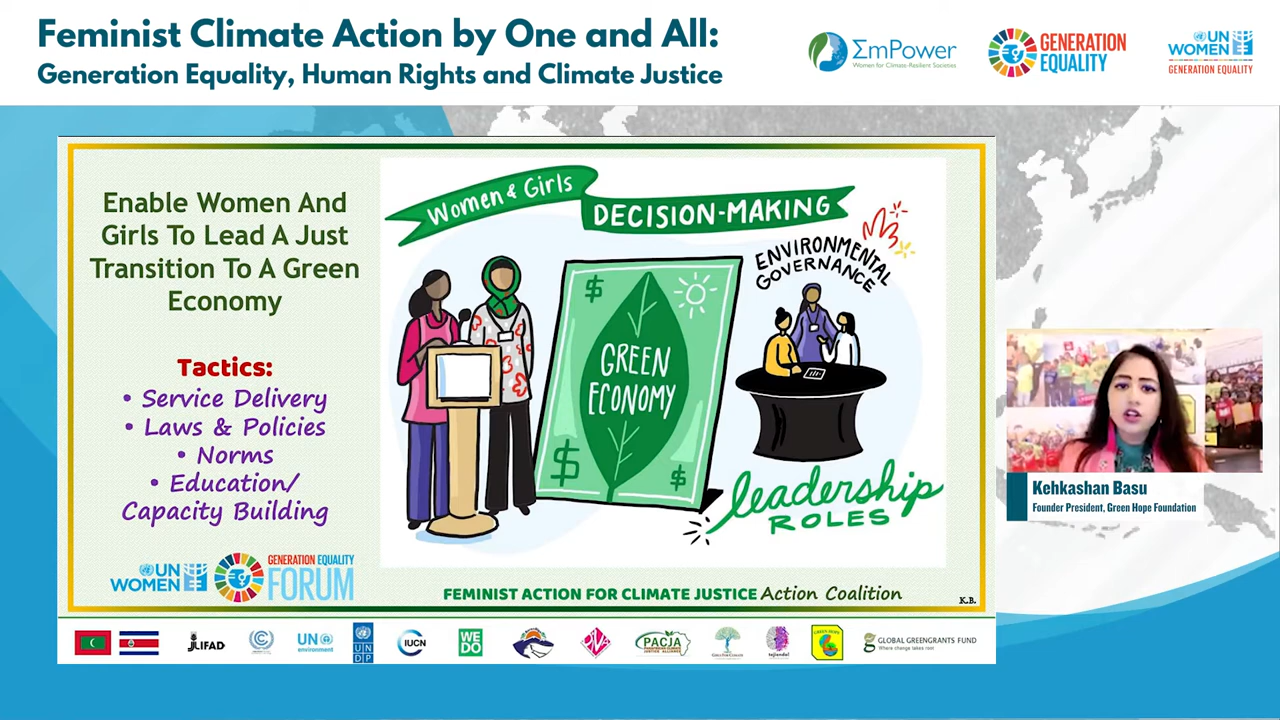 Feminist Climate Action by One and All:
Generation Equality, Human Rights and Climate Justice
ΣmPower
Women for Climate-Resilient Societies
GENERATION
EQUALITY
UN
WOMEN
GENERATION EQUALITY
Enable Women And
Girls To Lead A Just
Transition To A Green
Economy
Tactics:
• Service Delivery
• Laws & Policies
• Norms
• Education/
Capacity Building
UN
WOMEN
GENERATION EQUALITY
FORUM
Women & Girls
DECISION-MAKING
ENVIRONMENTAL
GOVERNANCE
$
GREEN
ECONOMY
$
$
leadership
ROLES
FEMINIST ACTION FOR CLIMATE JUSTICE Action Coalition
K.B.
Kehkashan Basu
Founder President, Green Hope Foundation
JLIFAD
UN
environment
UN
DP
IUCN
WE
DO
PACJA
GREEN HOPE
GLOBAL GREENGRANTS FUND
Where change takes root